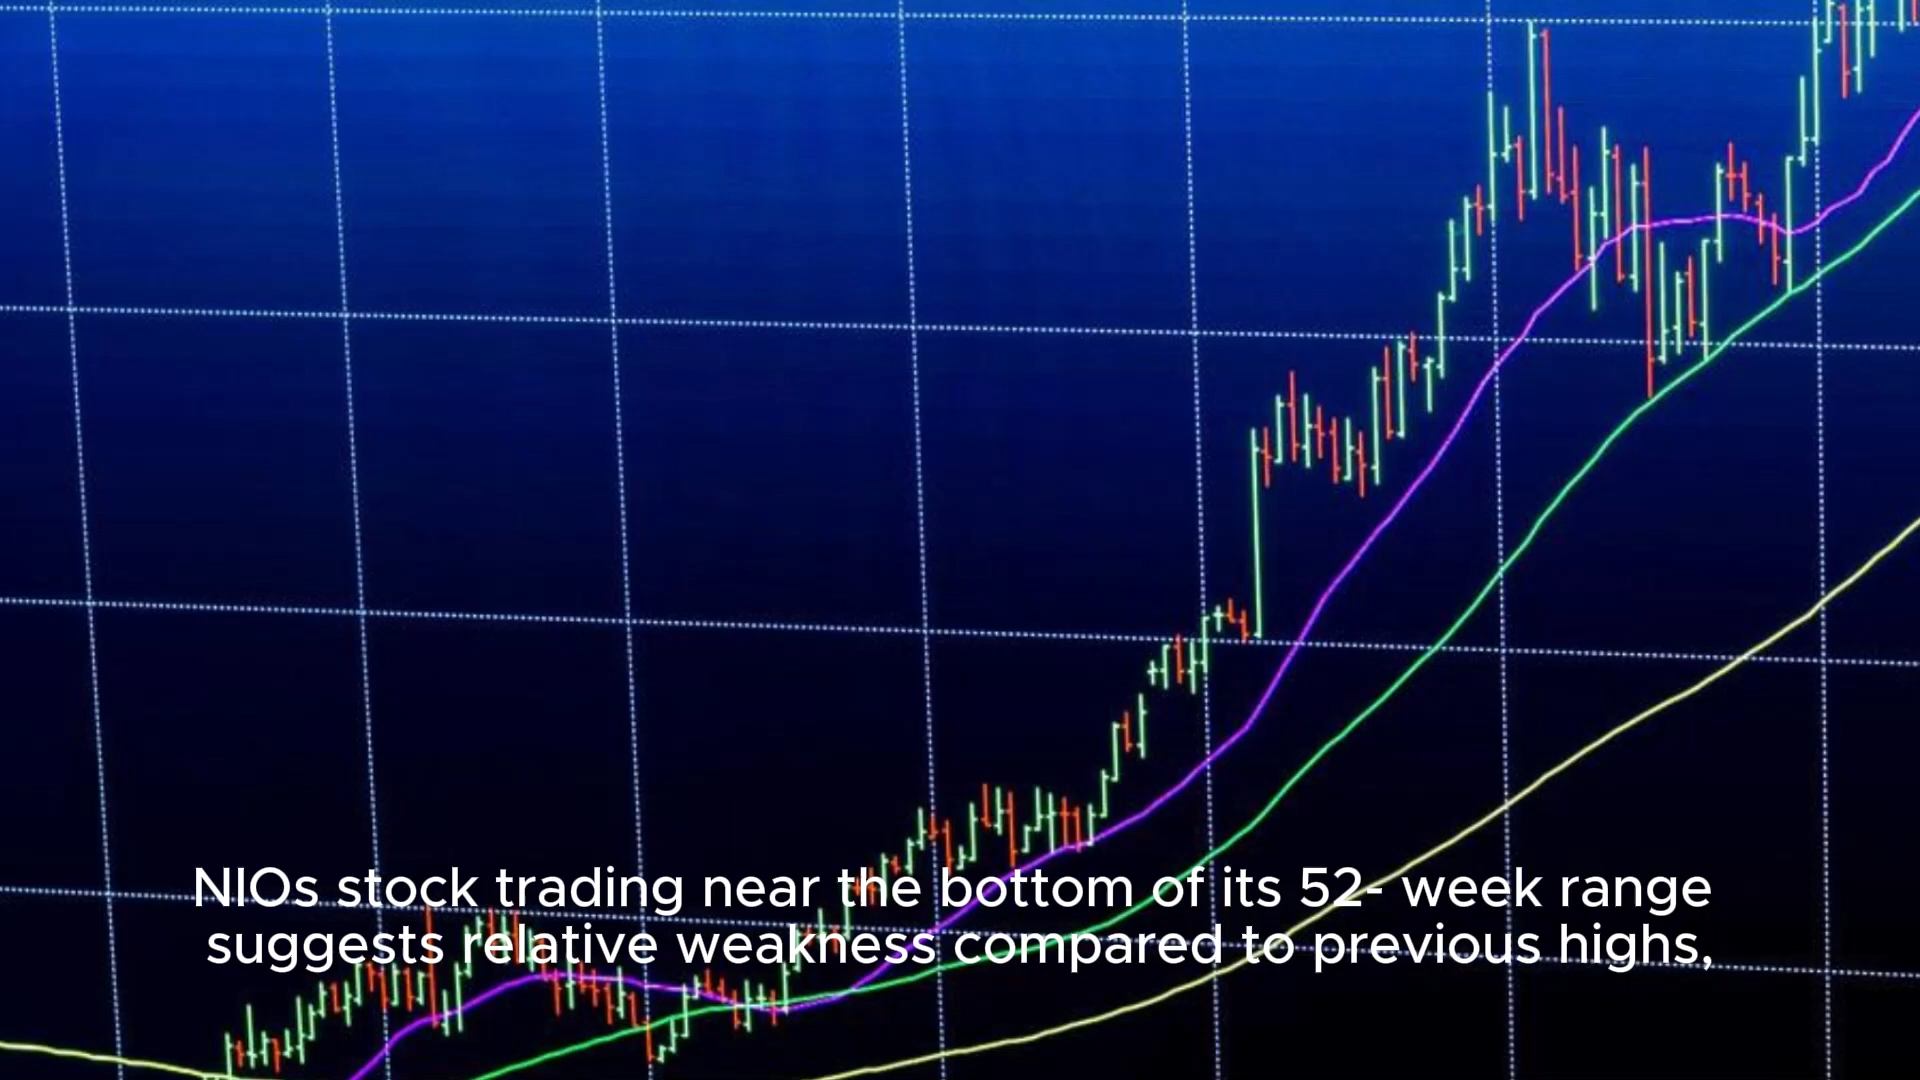 NIOs stock trading near the bottom of its 52- week range
suggests relative weakness compared to previous highs,